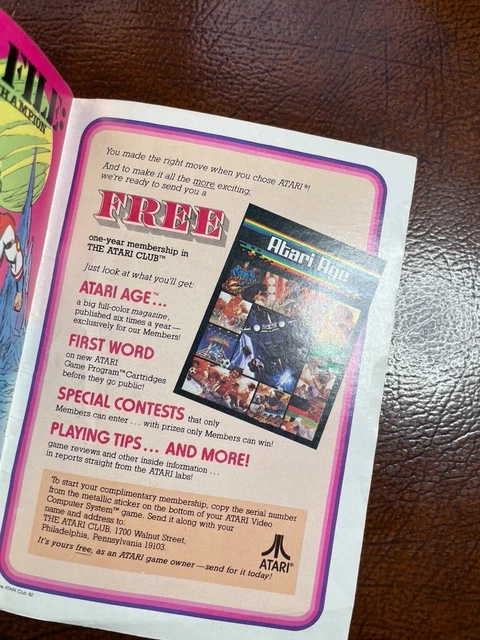 FILE:
CHAMPION
You made the right move when you chose ATARI®!
And to make it all the more exciting,
we're ready to send you a
FREE
one-year membership in
THE ATARI CLUB™
Just look at what you'll get:
ATARI AGE™...
a big full-color magazine,
published six times a year—
exclusively for our Members!
FIRST WORD
on new ATARI
Game Program™ Cartridges
before they go public!
SPECIAL CONTESTS that only
Members can enter . . . with prizes only Members can win!
PLAYING TIPS... AND MORE!
game reviews and other inside information . . .
in reports straight from the ATARI labs!
Atari Age
To start your complimentary membership, copy the serial number
from the metallic sticker on the bottom of your ATARI Video
Computer System™ game. Send it along with your
name and address to:
THE ATARI CLUB, 1700 Walnut Street,
Philadelphia, Pennsylvania 19103.
It's yours free, as an ATARI game owner—send for it today!
ATARI®
ATARI Club, 82